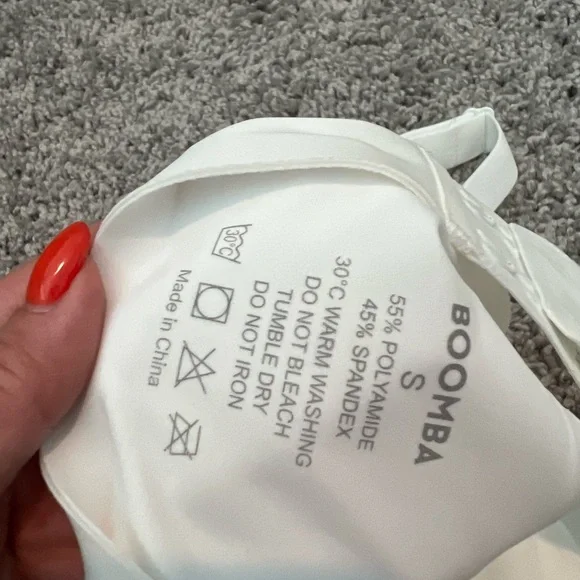 BOOMBA
S
55% POLYAMIDE
45% SPANDEX
30°C WARM WASHING
DO NOT BLEACH
TUMBLE DRY
DO NOT IRON
30°C
Made in China